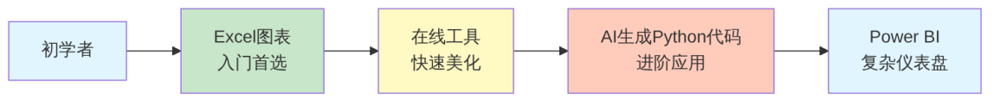 初学者
Excel图表
入门首选
在线工具
快速美化
AI生成Python代码
进阶应用
Power BI
复杂仪表盘